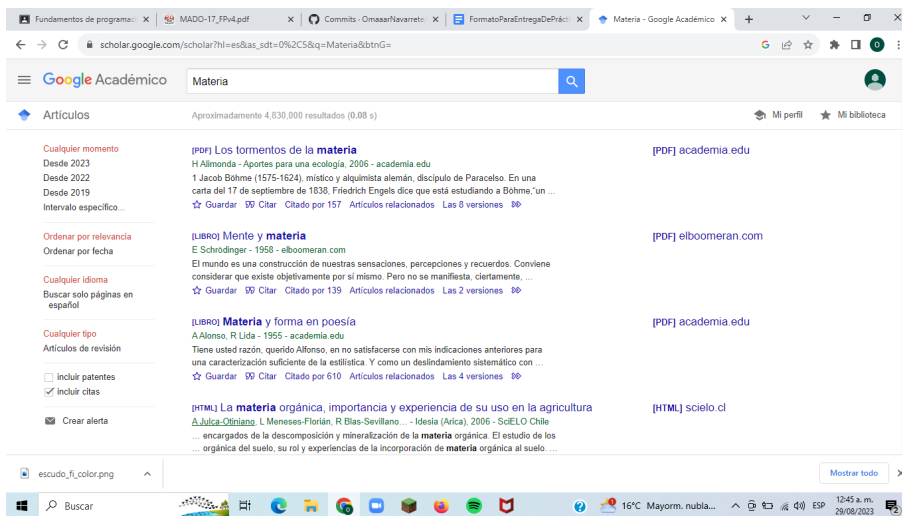 Fundamentos de programaci
MADO-17_FPv4.pdf
Commits · OmaaarNavarrete
FormatoParaEntregaDePrácti
Materia - Google Académico
scholar.google.com/scholar?hl=es&as_sdt=0%2C5&q=Materia&btnG=
O
Google Académico
Materia
Artículos
Aproximadamente 4,830,000 resultados (0.08 s)
Mi perfil
Mi biblioteca
Cualquier momento
Desde 2023
Desde 2022
Desde 2019
Intervalo específico...
Ordenar por relevancia
Ordenar por fecha
Cualquier idioma
Buscar solo páginas en
español
Cualquier tipo
Artículos de revisión
incluir patentes
incluir citas
Crear alerta
[PDF] Los tormentos de la materia
H Alimonda - Aportes para una ecología, 2006 - academia.edu
1 Jacob Böhme (1575-1624), místico y alquimista alemán, discípulo de Paracelso. En una
carta del 17 de septiembre de 1838, Friedrich Engels dice que está estudiando a Böhme,"un ...
Guardar Citar Citado por 157 Artículos relacionados Las 8 versiones
[PDF] academia.edu
[LIBRO] Mente y materia
E Schrödinger - 1958 - elboomeran.com
El mundo es una construcción de nuestras sensaciones, percepciones y recuerdos. Conviene
considerar que existe objetivamente por sí mismo. Pero no se manifiesta, ciertamente, ...
Guardar Citar Citado por 139 Artículos relacionados Las 2 versiones
[PDF] elboomeran.com
[LIBRO] Materia y forma en poesía
A Alonso, R Lida - 1955 - academia.edu
Tiene usted razón, querido Alfonso, en no satisfacerse con mis indicaciones anteriores para
una caracterización suficiente de la estilística. Y como un deslindamiento sistemático con ...
Guardar Citar Citado por 610 Artículos relacionados Las 4 versiones
[PDF] academia.edu
[HTML] La materia orgánica, importancia y experiencia de su uso en la agricultura
A Julca-Otiniano, L Meneses-Florián, R Blas-Sevillano... - Idesia (Arica), 2006 - SciELO Chile
... encargados de la descomposición y mineralización de la materia orgánica. El estudio de los
... orgánica del suelo, su rol y experiencias de la incorporación de materia orgánica al suelo. ...
[HTML] scielo.cl
escudo_fi_color.png
Mostrar todo
Buscar
16°C Mayorm. nubla...
ESP
12:45 a. m.
29/08/2023
2